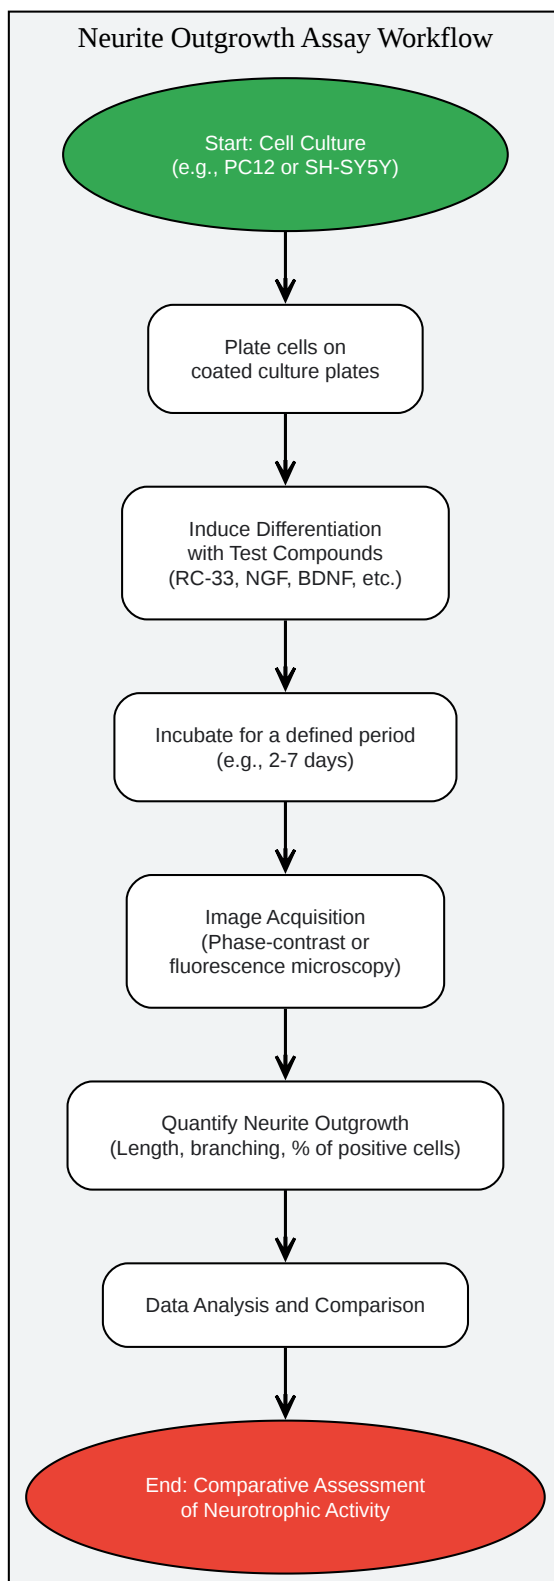 Neurite Outgrowth Assay Workflow
Start: Cell Culture
(e.g., PC12 or SH-SY5Y)
Plate cells on
coated culture plates
Induce Differentiation
with Test Compounds
(RC-33, NGF, BDNF, etc.)
Incubate for a defined period
(e.g., 2-7 days)
Image Acquisition
(Phase-contrast or
fluorescence microscopy)
Quantify Neurite Outgrowth
(Length, branching, % of positive cells)
Data Analysis and Comparison
End: Comparative Assessment
of Neurotrophic Activity